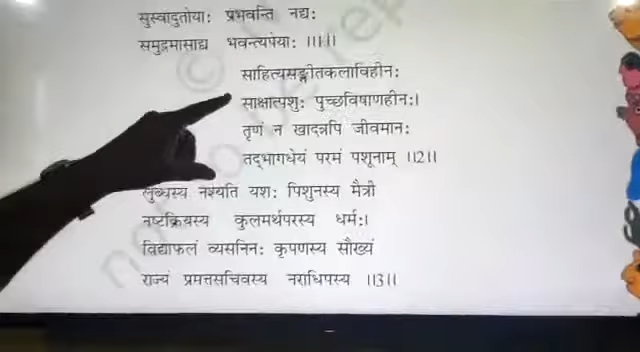 सुस्वादुतोयाः प्रभवन्ति नद्यः
समुद्रमासाद्य भवन्त्यपेयाः ।।1।।
साहित्यसङ्गीतकलाविहीनः
साक्षात्पशुः पुच्छविषाणहीनः।
तृणं न खादन्नपि जीवमानः
तद्भागधेयं परमं पशूनाम् ।।2।।
लुब्धस्य नश्यति यशः पिशुनस्य मैत्री
नष्टक्रियस्य कुलमर्थपरस्य धर्मः।
विद्याफलं व्यसनिनः कृपणस्य सौख्यं
राज्यं प्रमत्तसचिवस्य नराधिपस्य ।।3।।